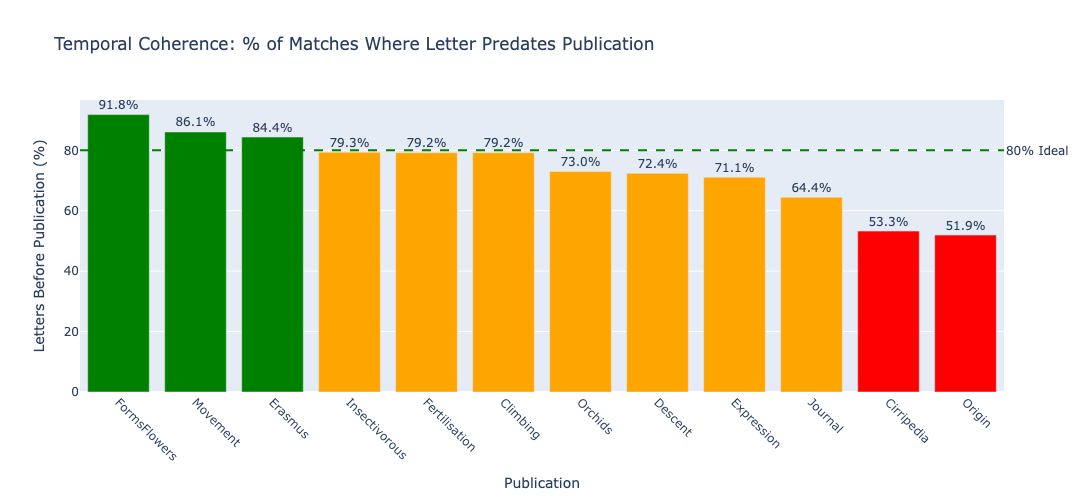 Temporal Coherence: % of Matches Where Letter Predates Publication
91.8%
86.1%
84.4%
79.3%
79.2%
79.2%
73.0%
72.4%
71.1%
64.4%
53.3%
51.9%
80% Ideal
Letters Before Publication (%)
80
60
40
20
0
FormsFlowers
Movement
Erasmus
Insectivorous
Fertilisation
Climbing
Orchids
Descent
Expression
Journal
Cirripedia
Origin
Publication